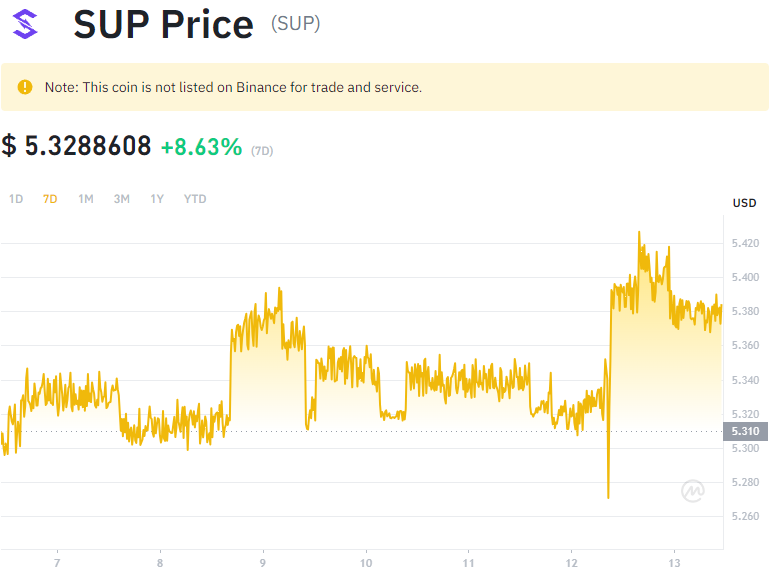 SUP Price (SUP)
Note: This coin is not listed on Binance for trade and service.
$ 5.3288608 +8.63% (7D)
1D 7D 1M 3M 1Y YTD
USD
5.420
5.400
5.380
5.360
5.340
5.320
5.310
5.300
5.280
5.260
7 8 9 10 11 12 13